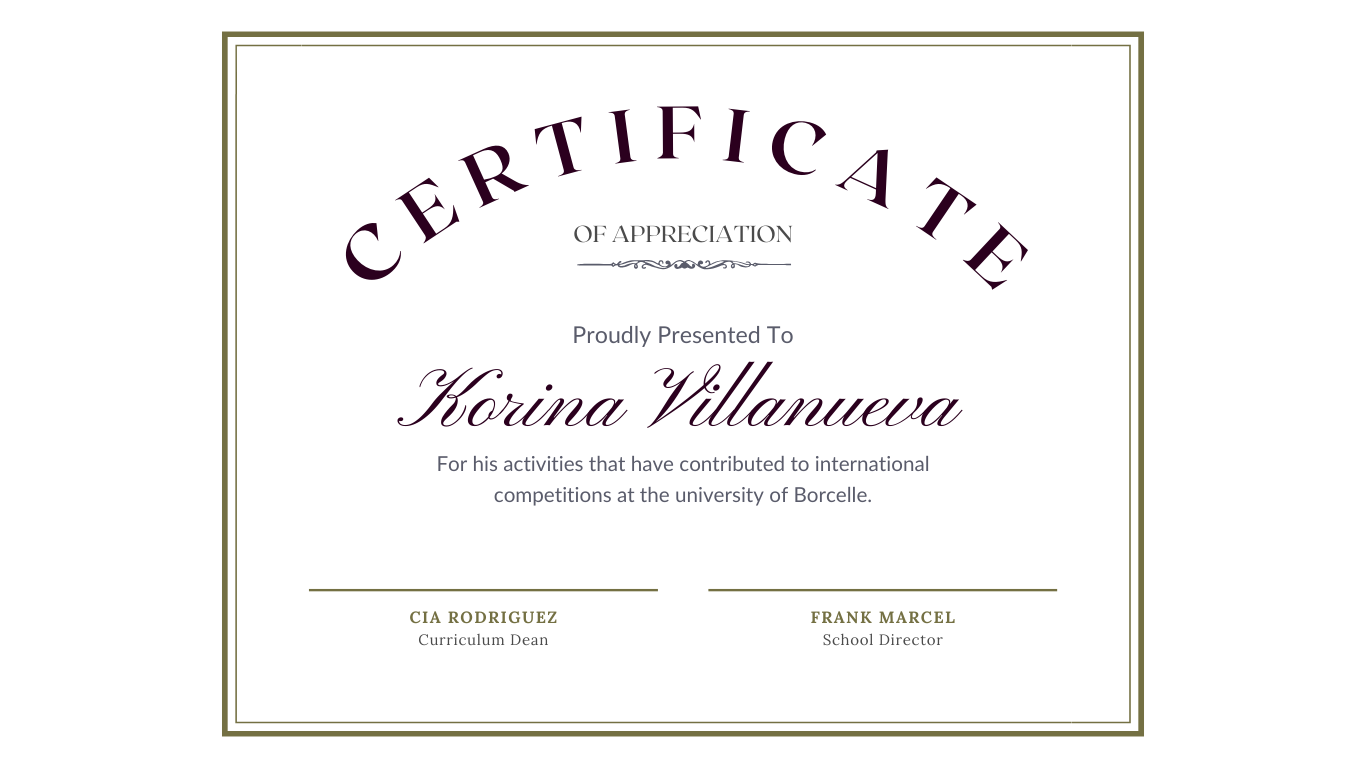 CERTIFICATE
OF APPRECIATION
Proudly Presented To
Korina Villanueva
For his activities that have contributed to international
competitions at the university of Borcelle.
CIA RODRIGUEZ
Curriculum Dean
FRANK MARCEL
School Director